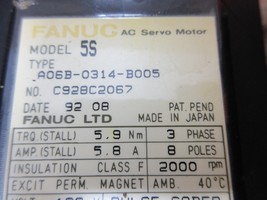 FANUC AC Servo Motor
MODEL 5S
TYPE
A06B-0314-B005
NO. C928C2067
DATE 92 08 PAT. PEND
FANUC LTD MADE IN JAPAN
TRQ.(STALL) 5.9 Nm 3 PHASE
AMP.(STALL) 5.8 A 8 POLES
INSULATION CLASS F 2000 rpm
EXCIT PERM. MAGNET AMB. 40°C